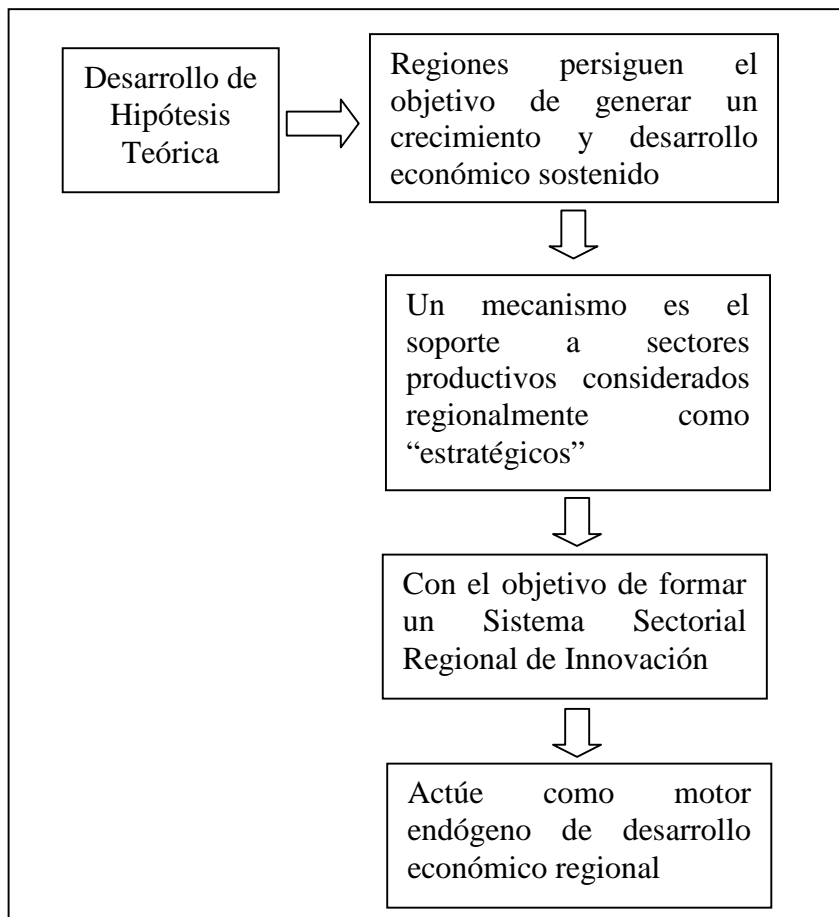 Desarrollo de
Hipótesis
Teórica
Regiones persiguen el
objetivo de generar un
crecimiento y desarrollo
económico sostenido
Un mecanismo es el
soporte a sectores
productivos considerados
regionalmente como
“estratégicos”
Con el objetivo de formar
un Sistema Sectorial
Regional de Innovación
Actúe como motor
endógeno de desarrollo
económico regional